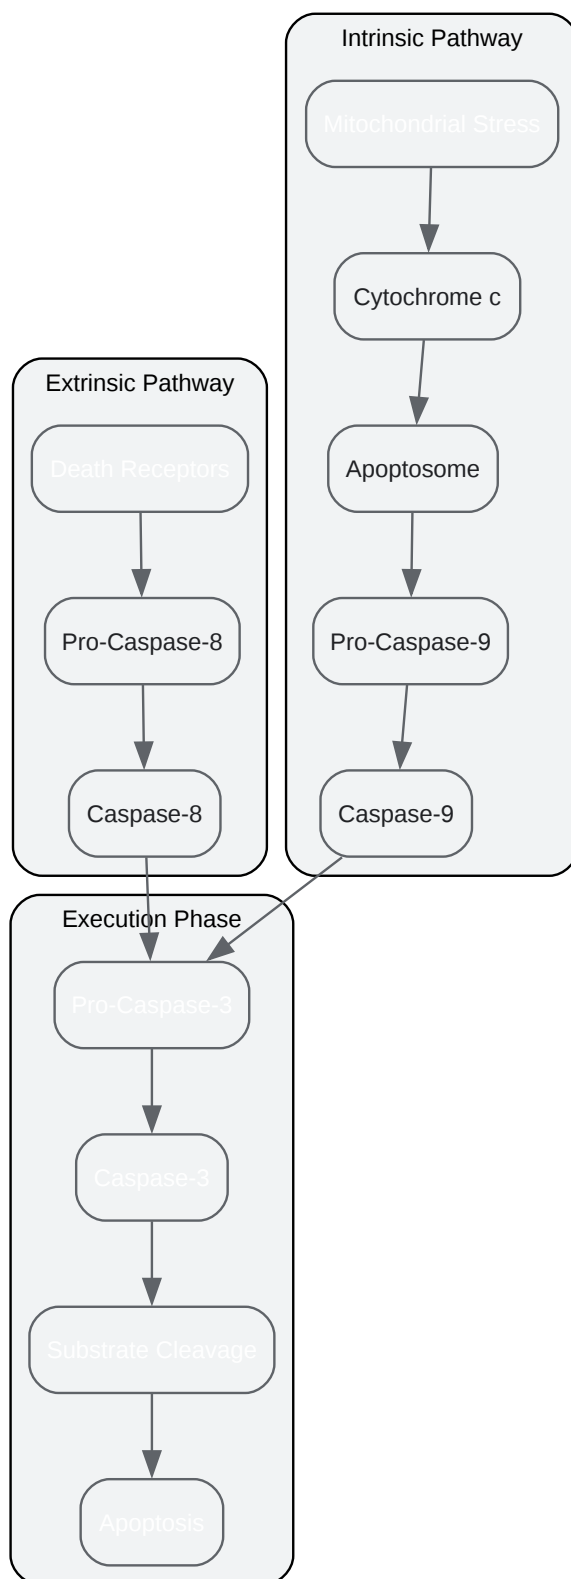 Intrinsic Pathway
Mitochondrial Stress
Cytochrome c
Extrinsic Pathway
Death Receptors
Apoptosome
Pro-Caspase-8
Pro-Caspase-9
Caspase-8
Caspase-9
Execution Phase
Pro-Caspase-3
Caspase-3
Substrate Cleavage
Apoptosis